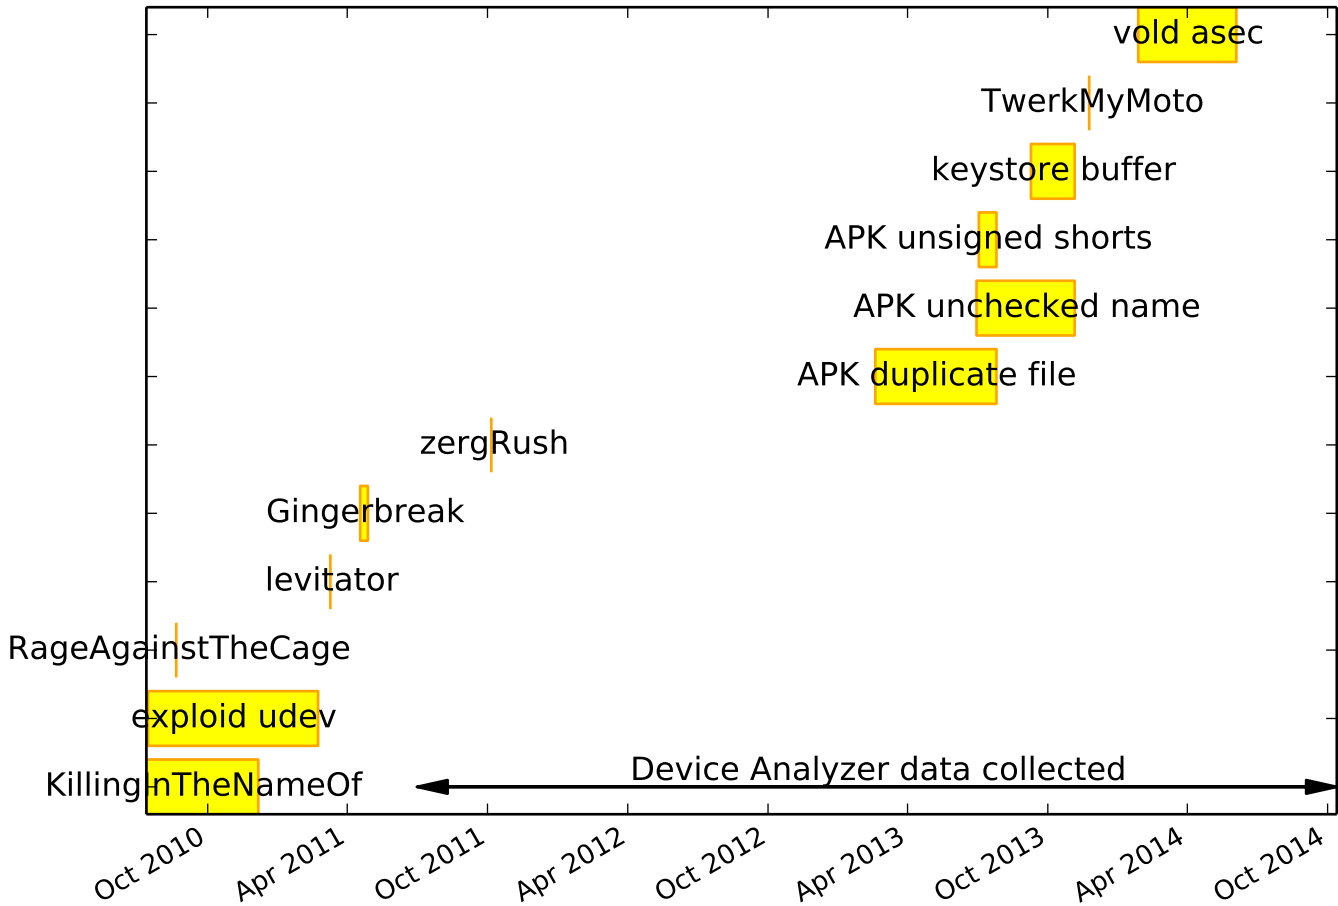 vold asec
TwerkMyMoto
keystore buffer
APK unsigned shorts
APK unchecked name
APK duplicate file
zergRush
Gingerbreak
levitator
RageAgainstTheCage
exploid udev
KillingInTheNameOf
Device Analyzer data collected
Oct 2010
Apr 2011
Oct 2011
Apr 2012
Oct 2012
Apr 2013
Oct 2013
Apr 2014
Oct 2014